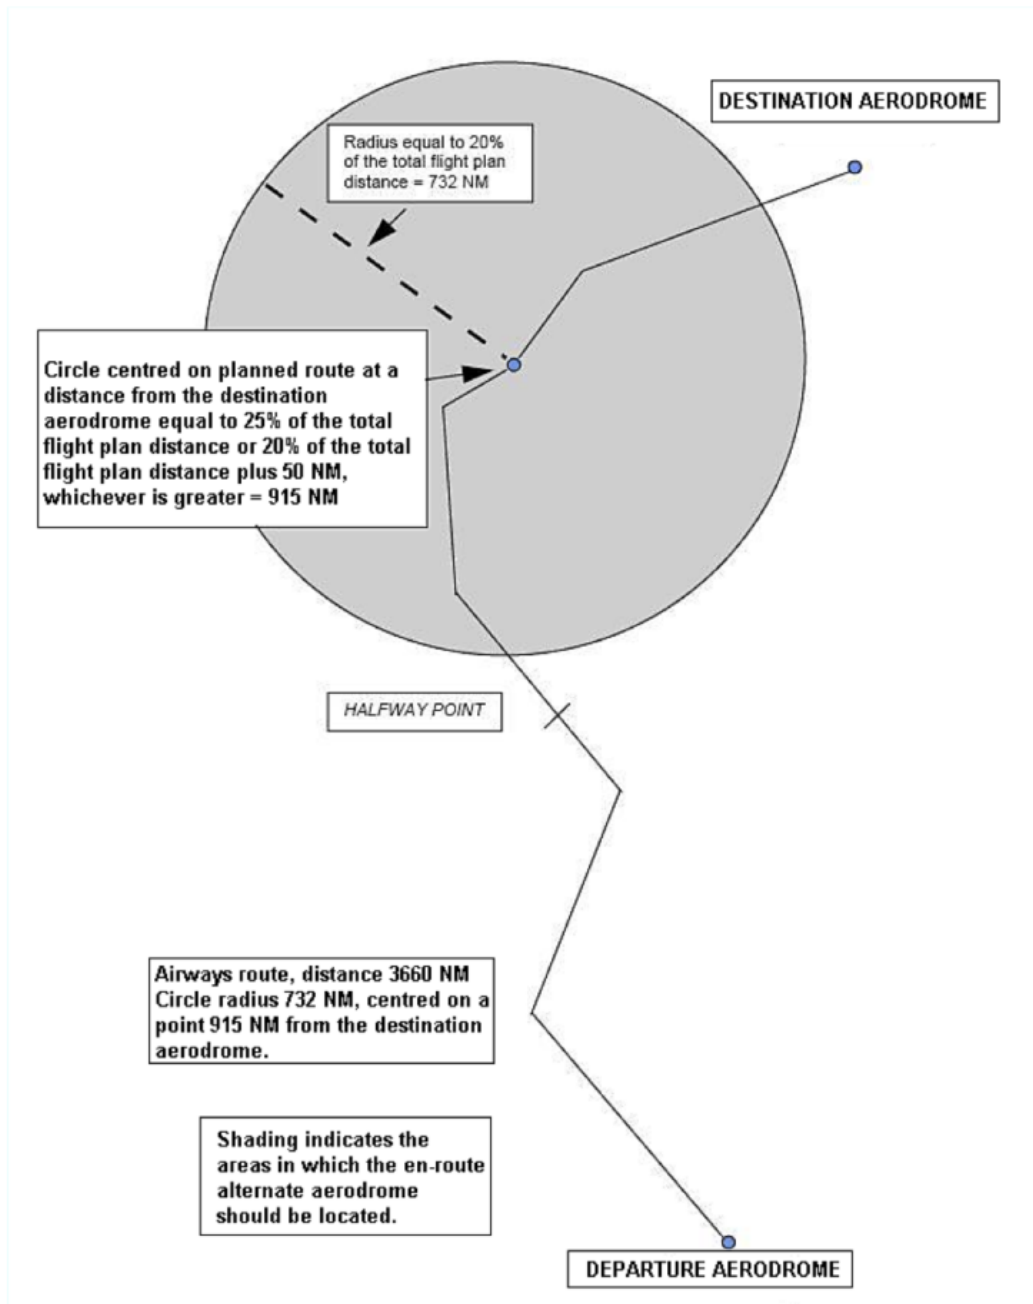 DESTINATION AERODROME
Radius equal to 20%
of the total flight plan
distance = 732 NM
Circle centred on planned route at a
distance from the destination
aerodrome equal to 25% of the total
flight plan distance or 20% of the total
flight plan distance plus 50 NM,
whichever is greater = 915 NM
HALFWAY POINT
Airways route, distance 3660 NM
Circle radius 732 NM, centred on a
point 915 NM from the destination
aerodrome.
Shading indicates the
areas in which the en-route
alternate aerodrome
should be located.
DEPARTURE AERODROME